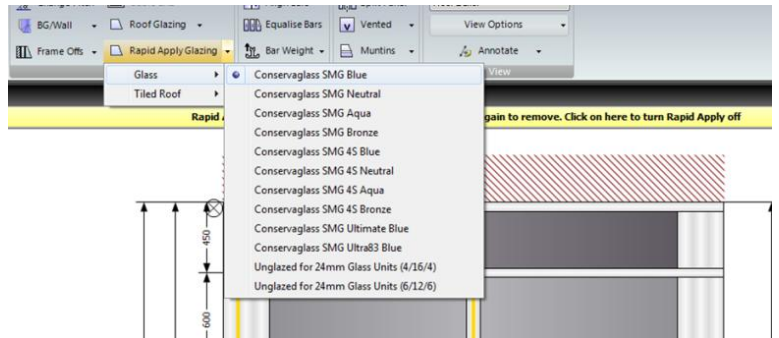 BG/Wall
Roof Glazing
Equalise Bars
Vented
View Options
Frame Offs
Rapid Apply Glazing
Bar Weight
Muntins
Annotate
View
Glass
Tiled Roof
Conservaglass SMG Blue
Conservaglass SMG Neutral
Conservaglass SMG Aqua
Conservaglass SMG Bronze
Conservaglass SMG 4S Blue
Conservaglass SMG 4S Neutral
Conservaglass SMG 4S Aqua
Conservaglass SMG 4S Bronze
Conservaglass SMG Ultimate Blue
Conservaglass SMG Ultra83 Blue
Unglazed for 24mm Glass Units (4/16/4)
Unglazed for 24mm Glass Units (6/12/6)
Rapid
gain to remove. Click on here to turn Rapid Apply off
450
600